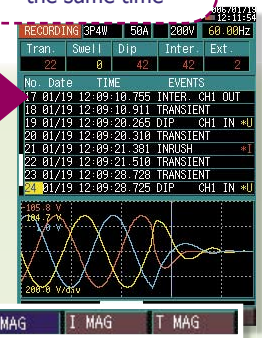 the same time
12:11:54
RECORDING 3P4W 50A 200V 60.00Hz
Tran. Swell Dip Inter. Ext.
22 0 42 42 2
No. Date TIME EVENTS
17 01/19 12:09:10.755 INTER. CH1 OUT
18 01/19 12:09:10.911 TRANSIENT
19 01/19 12:09:20.265 DIP CH1 IN *U
20 01/19 12:09:20.310 TRANSIENT
21 01/19 12:09:21.381 INRUSH *I
22 01/19 12:09:21.510 TRANSIENT
23 01/19 12:09:28.728 TRANSIENT
24 01/19 12:09:28.725 DIP CH1 IN *U
-105.8 V
200.0 V/div
MAG I MAG T MAG